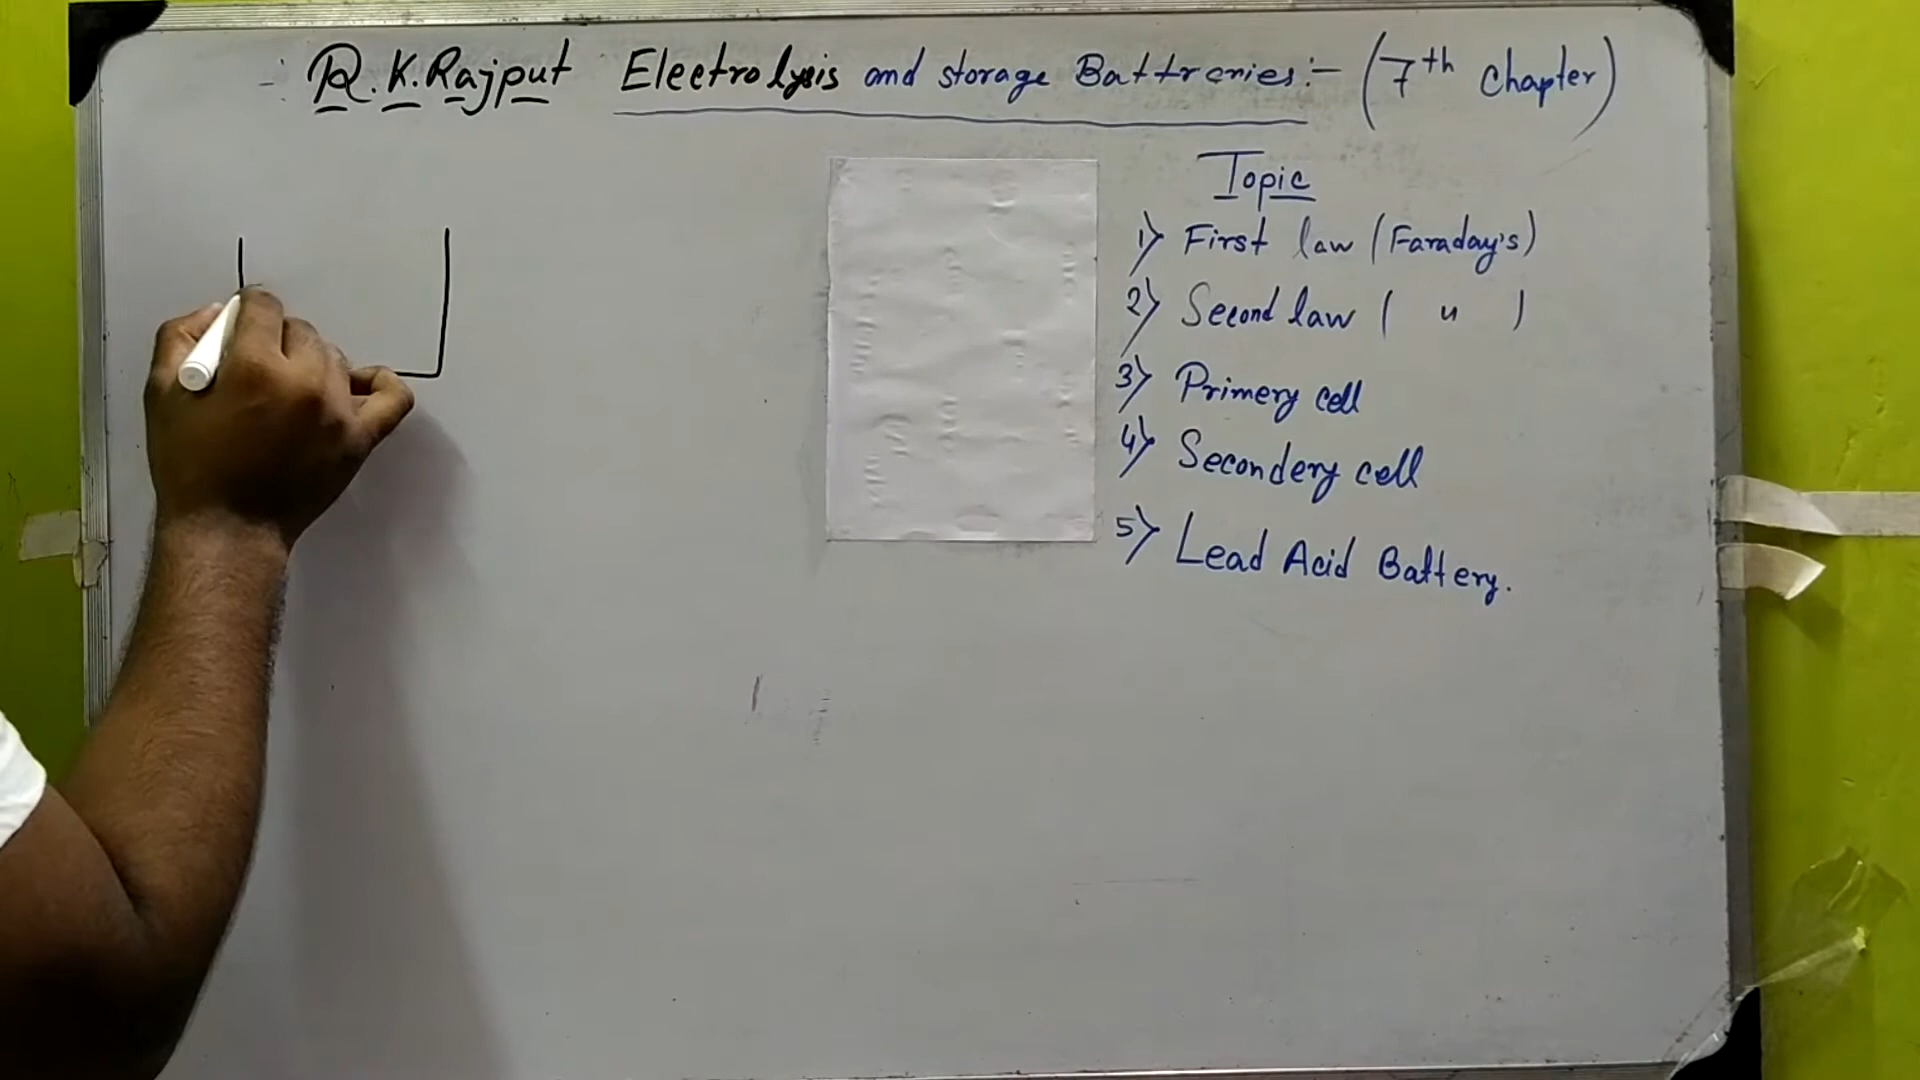 R.K.Rajput Electrolysis and storage Battreries:- (7th Chapter)
Topic
1) First law (Faraday's)
2) Second law ( " )
3) Primery cell
4) Secondery cell
5) Lead Acid Battery.